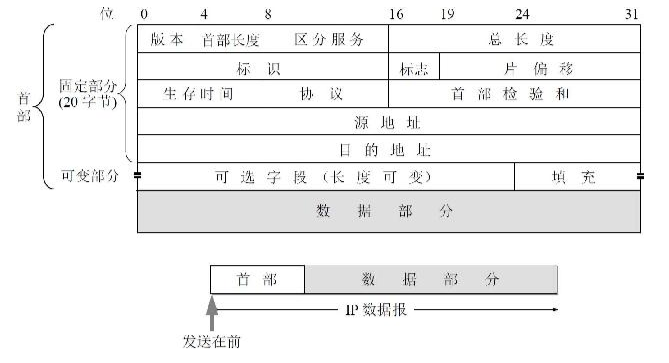 位 0 4 8 16 19 24 31
版本 首部长度 区分服务 总长度
标识 标志 片偏移
生存时间 协议 首部检验和
源地址
目的地址
可选字段（长度可变） 填充
数据部分
首部
固定部分
(20 字节)
可变部分
首部 数据部分
IP 数据报
发送在前